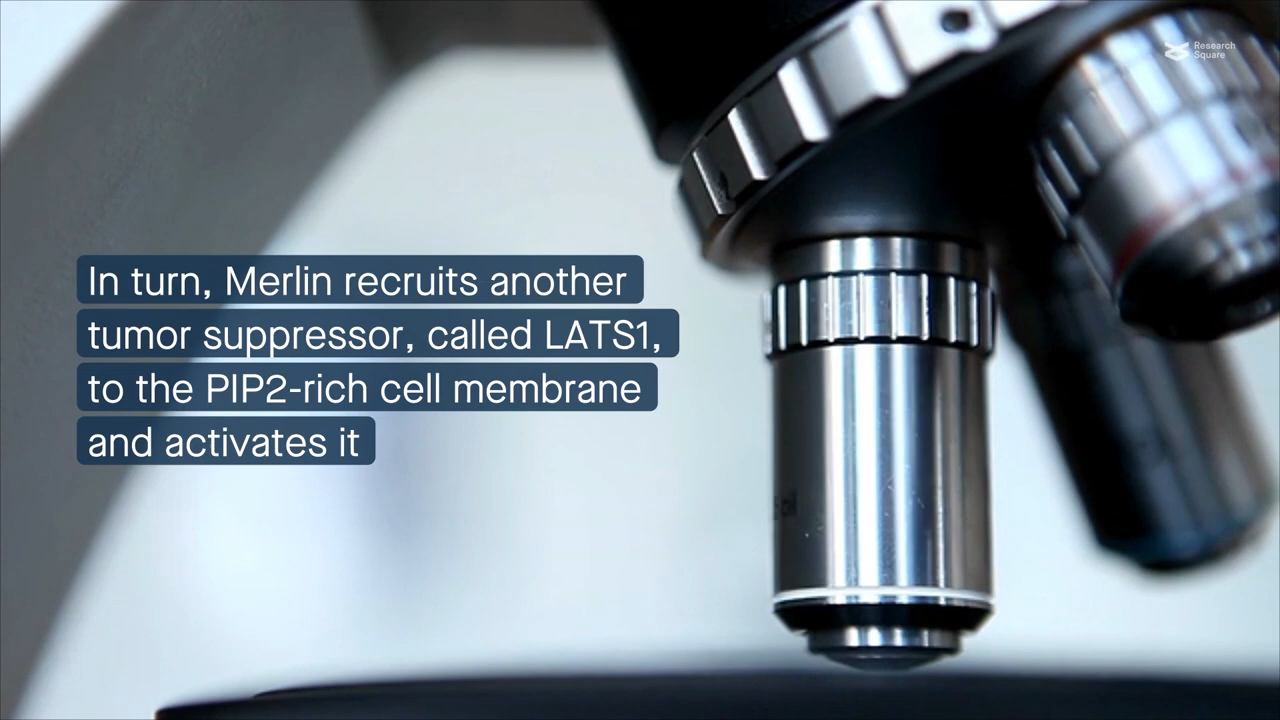 Research
Square
In turn, Merlin recruits another
tumor suppressor, called LATS1,
to the PIP2-rich cell membrane
and activates it
oil